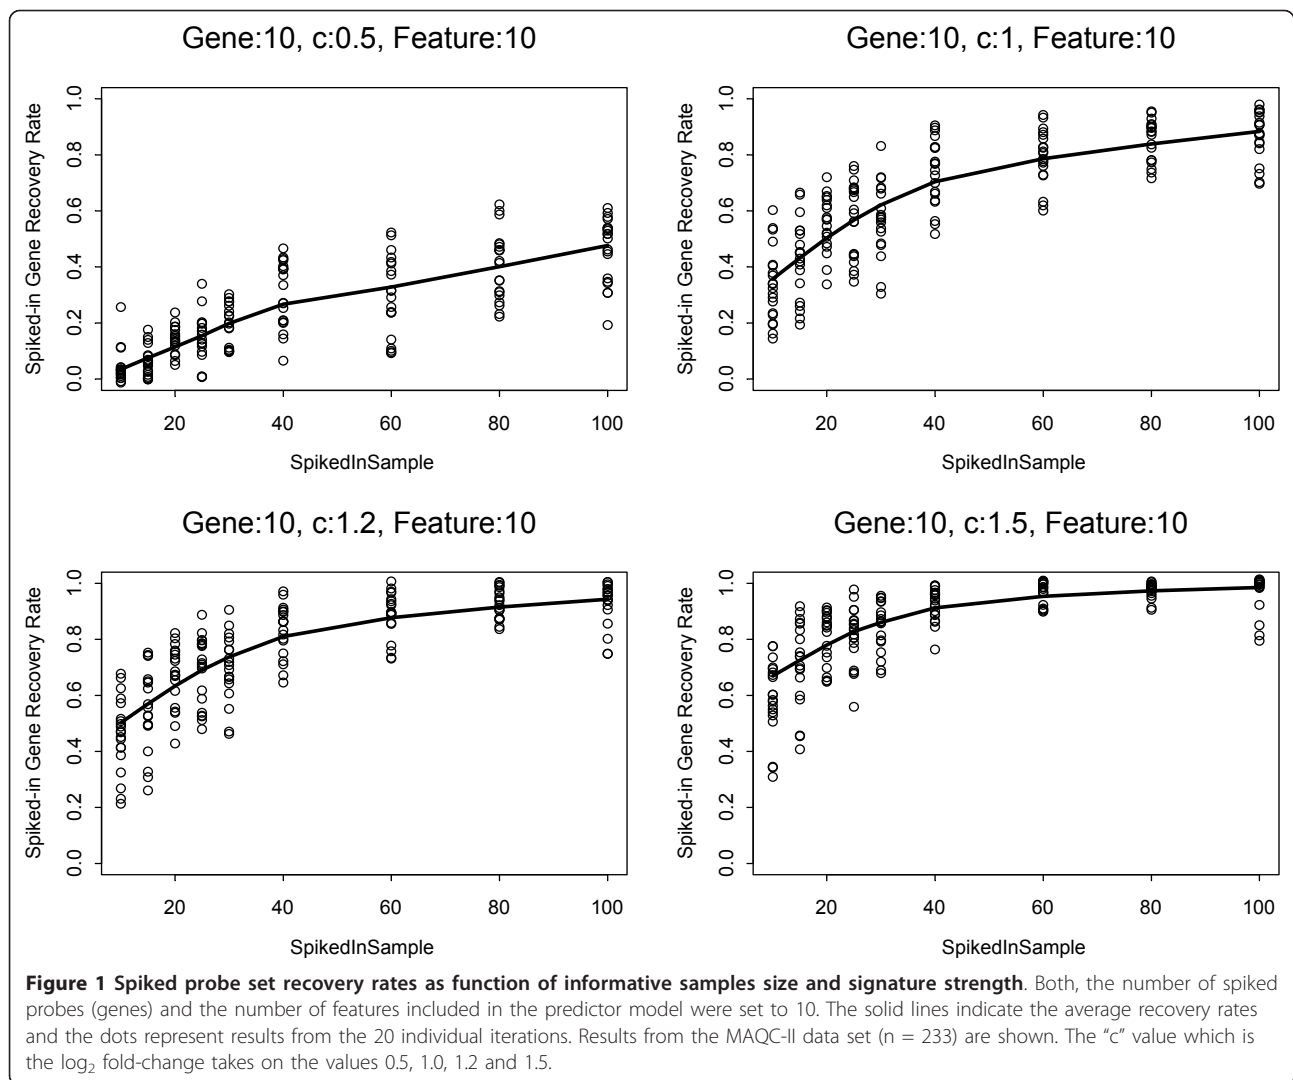 Gene:10, c:0.5, Feature:10
Spiked-in Gene Recovery Rate
1.0
0.8
0.6
0.4
0.2
0.0
20 40 60 80 100
SpikedInSample
Gene:10, c:1, Feature:10
Spiked-in Gene Recovery Rate
1.0
0.8
0.6
0.4
0.2
0.0
20 40 60 80 100
SpikedInSample
Gene:10, c:1.2, Feature:10
Spiked-in Gene Recovery Rate
1.0
0.8
0.6
0.4
0.2
0.0
20 40 60 80 100
SpikedInSample
Gene:10, c:1.5, Feature:10
Spiked-in Gene Recovery Rate
1.0
0.8
0.6
0.4
0.2
0.0
20 40 60 80 100
SpikedInSample
Figure 1 Spiked probe set recovery rates as function of informative samples size and signature strength. Both, the number of spiked
probes (genes) and the number of features included in the predictor model were set to 10. The solid lines indicate the average recovery rates
and the dots represent results from the 20 individual iterations. Results from the MAQC-II data set (n = 233) are shown. The “c” value which is
the log₂ fold-change takes on the values 0.5, 1.0, 1.2 and 1.5.